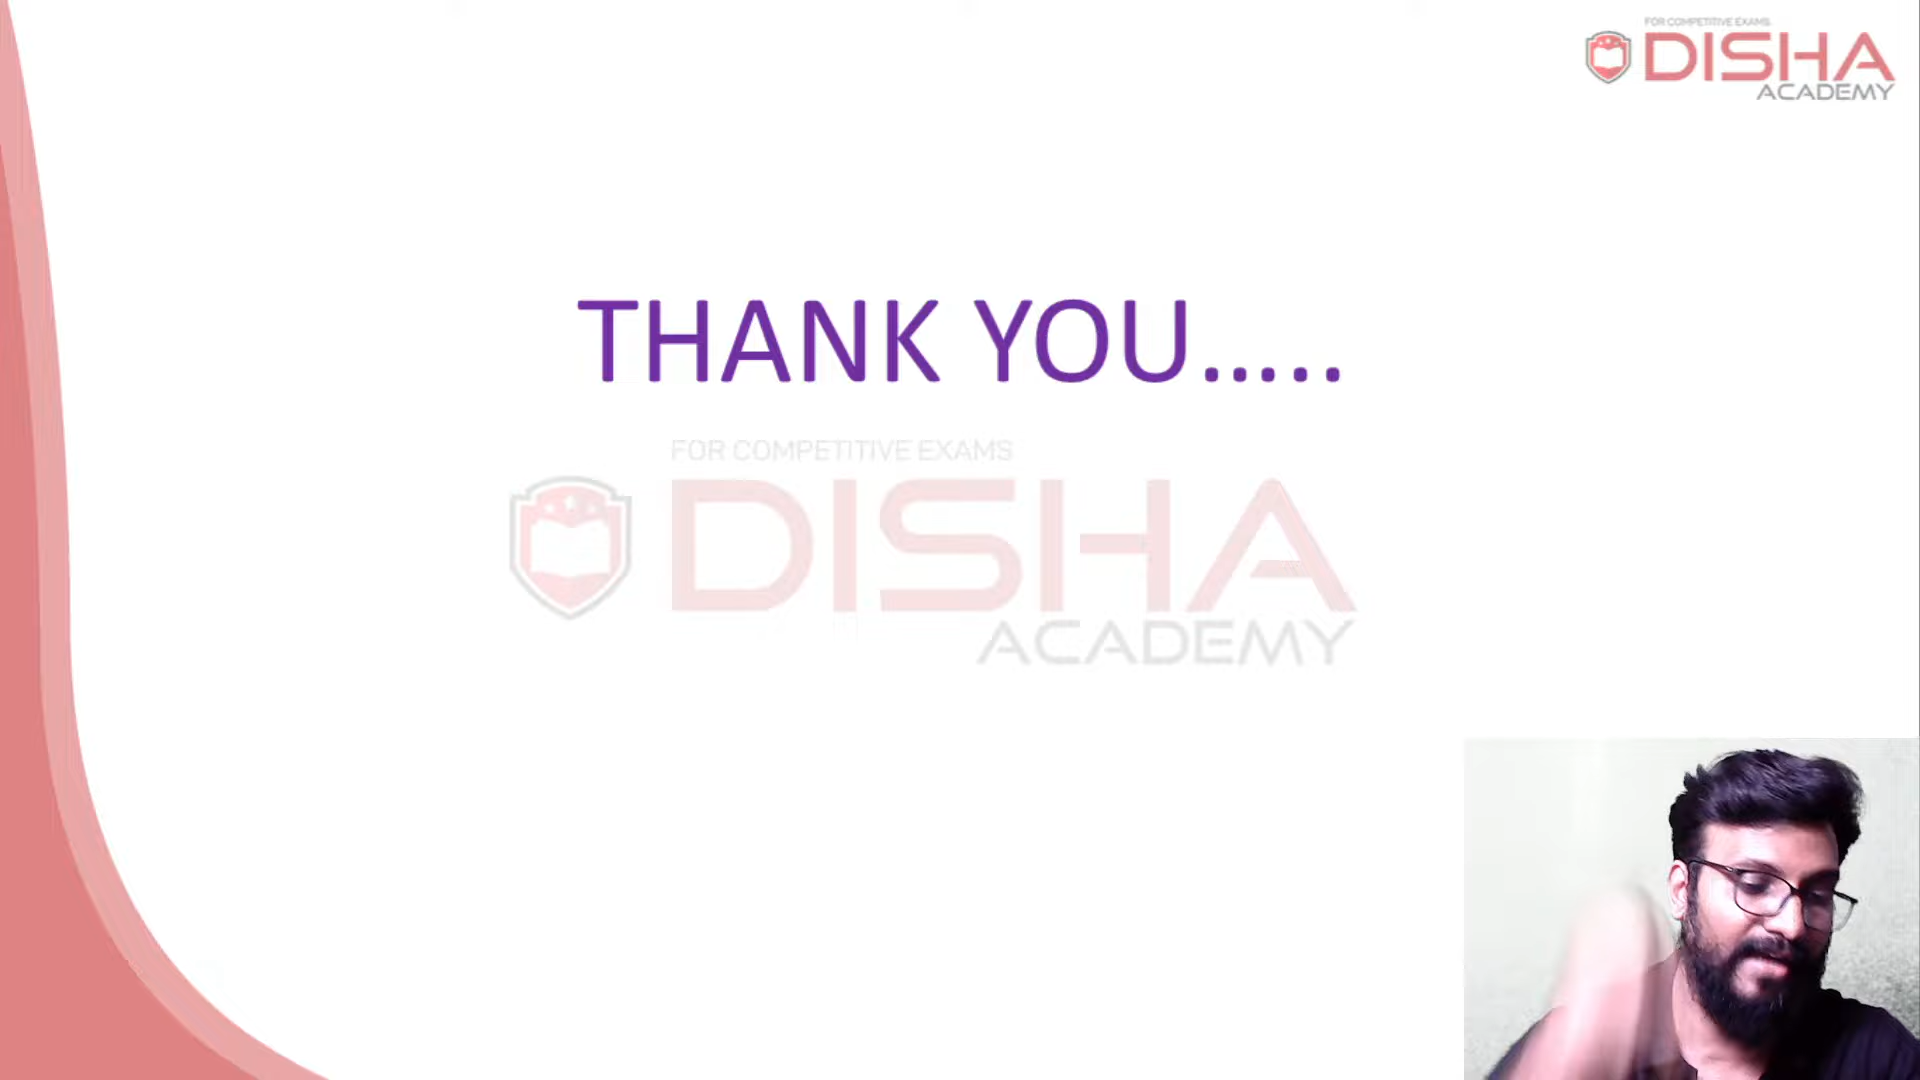 FOR COMPETITIVE EXAMS
DISHA
ACADEMY
THANK YOU.....
FOR COMPETITIVE EXAMS
DISHA
ACADEMY